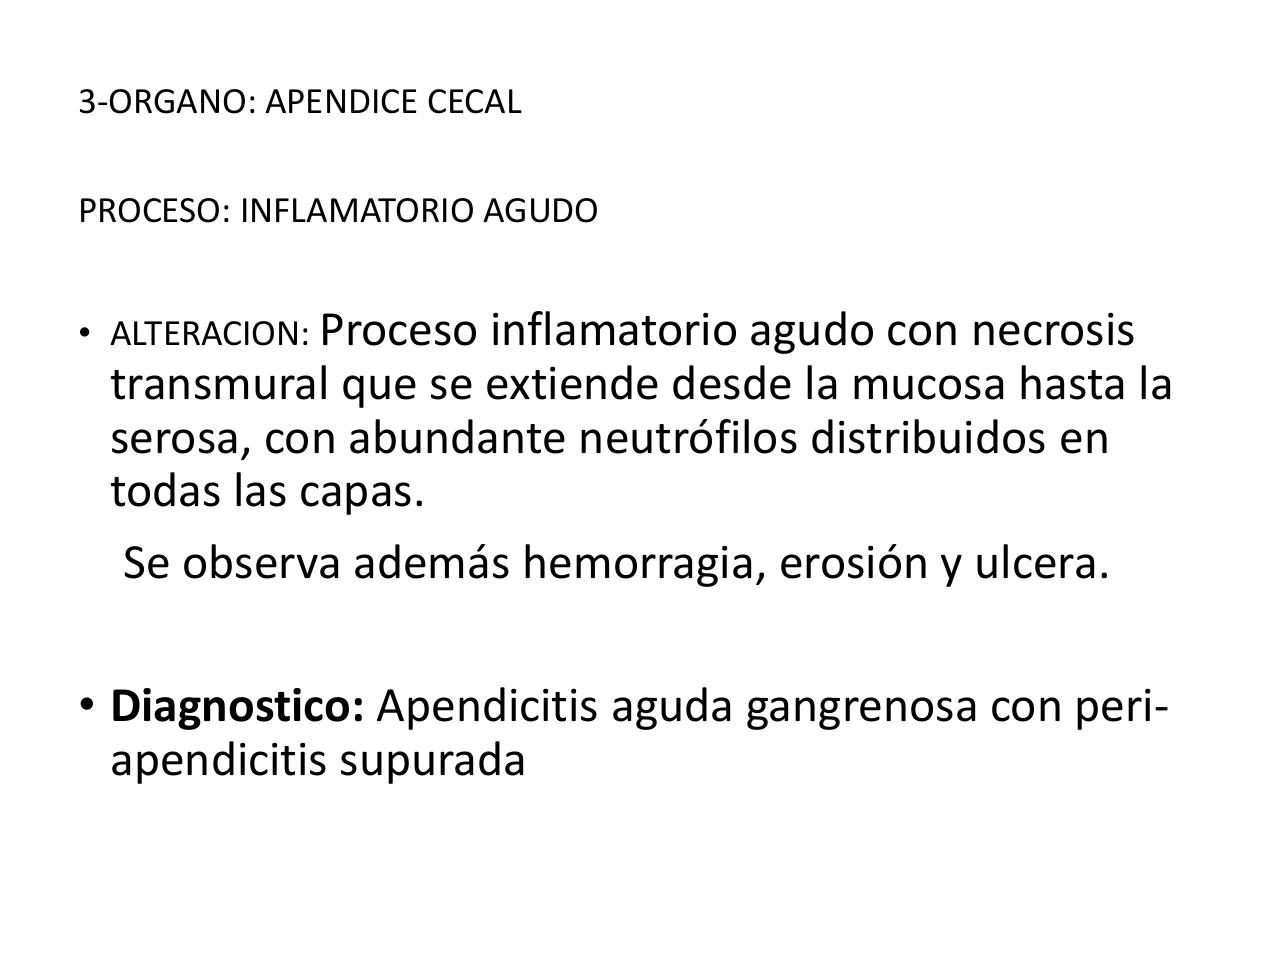 3-ORGANO: APENDICE CECAL
PROCESO: INFLAMATORIO AGUDO
• ALTERACION: Proceso inflamatorio agudo con necrosis
transmural que se extiende desde la mucosa hasta la
serosa, con abundante neutrófilos distribuidos en
todas las capas.
Se observa además hemorragia, erosión y ulcera.
• Diagnostico: Apendicitis aguda gangrenosa con peri-
apendicitis supurada